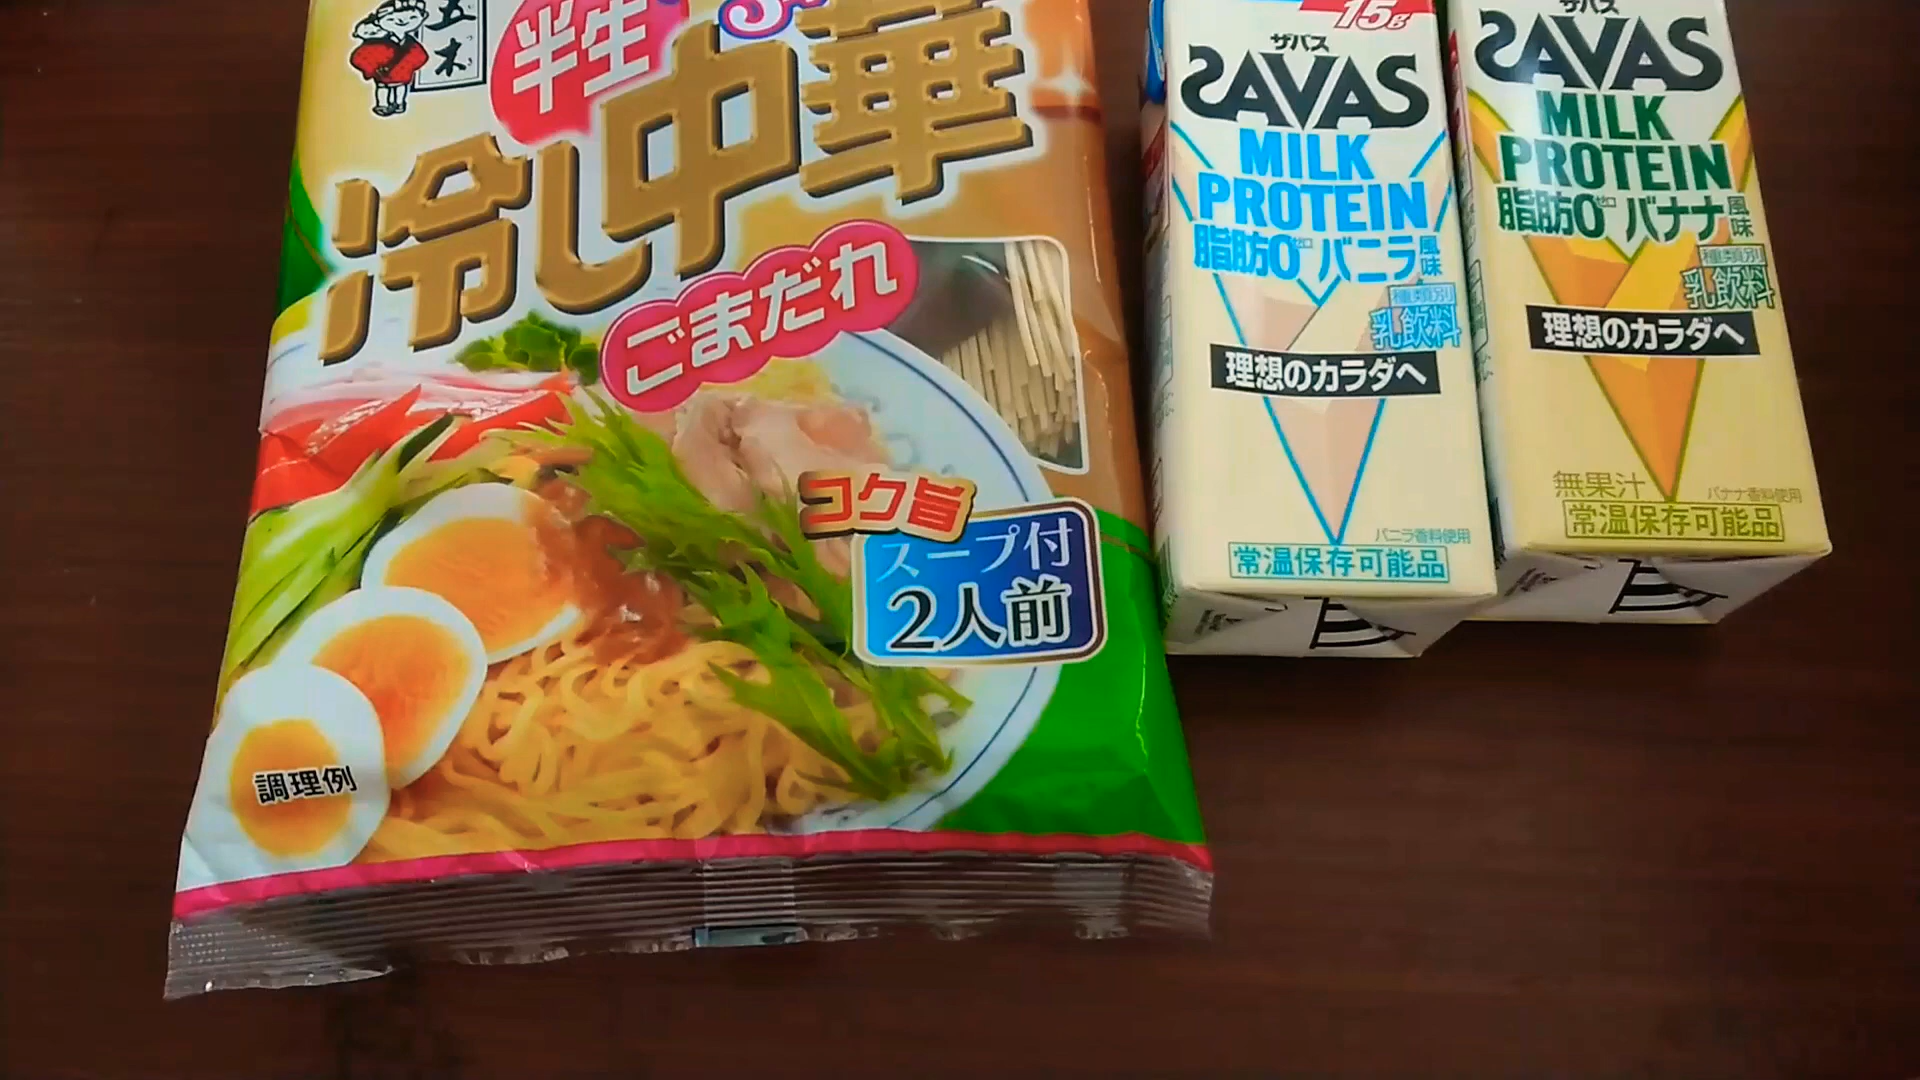 五木
半生
冷し中華
ごまだれ
コク旨
スープ付
2人前
調理例
15g
ザバス
SAVAS
MILK
PROTEIN
脂肪0ゼロ バニラ風味
種類別
乳飲料
理想のカラダへ
バニラ香料使用
常温保存可能品
ザバス
SAVAS
MILK
PROTEIN
脂肪0ゼロ バナナ風味
種類別
乳飲料
理想のカラダへ
無果汁
バナナ香料使用
常温保存可能品